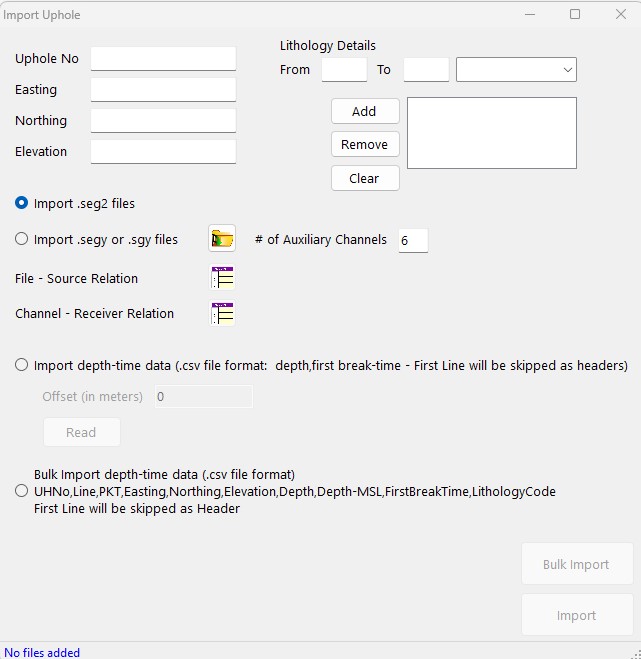 Import Uphole
Uphole No
Easting
Northing
Elevation
Lithology Details
From To
Add
Remove
Clear
Import .seg2 files
Import .segy or .sgy files # of Auxiliary Channels 6
File - Source Relation
Channel - Receiver Relation
Import depth-time data (.csv file format:  depth,first break-time - First Line will be skipped as headers)
Offset (in meters) 0
Read
Bulk Import depth-time data (.csv file format)
UHNo,Line,PKT,Easting,Northing,Elevation,Depth,Depth-MSL,FirstBreakTime,LithologyCode
First Line will be skipped as Header
Bulk Import
Import
No files added